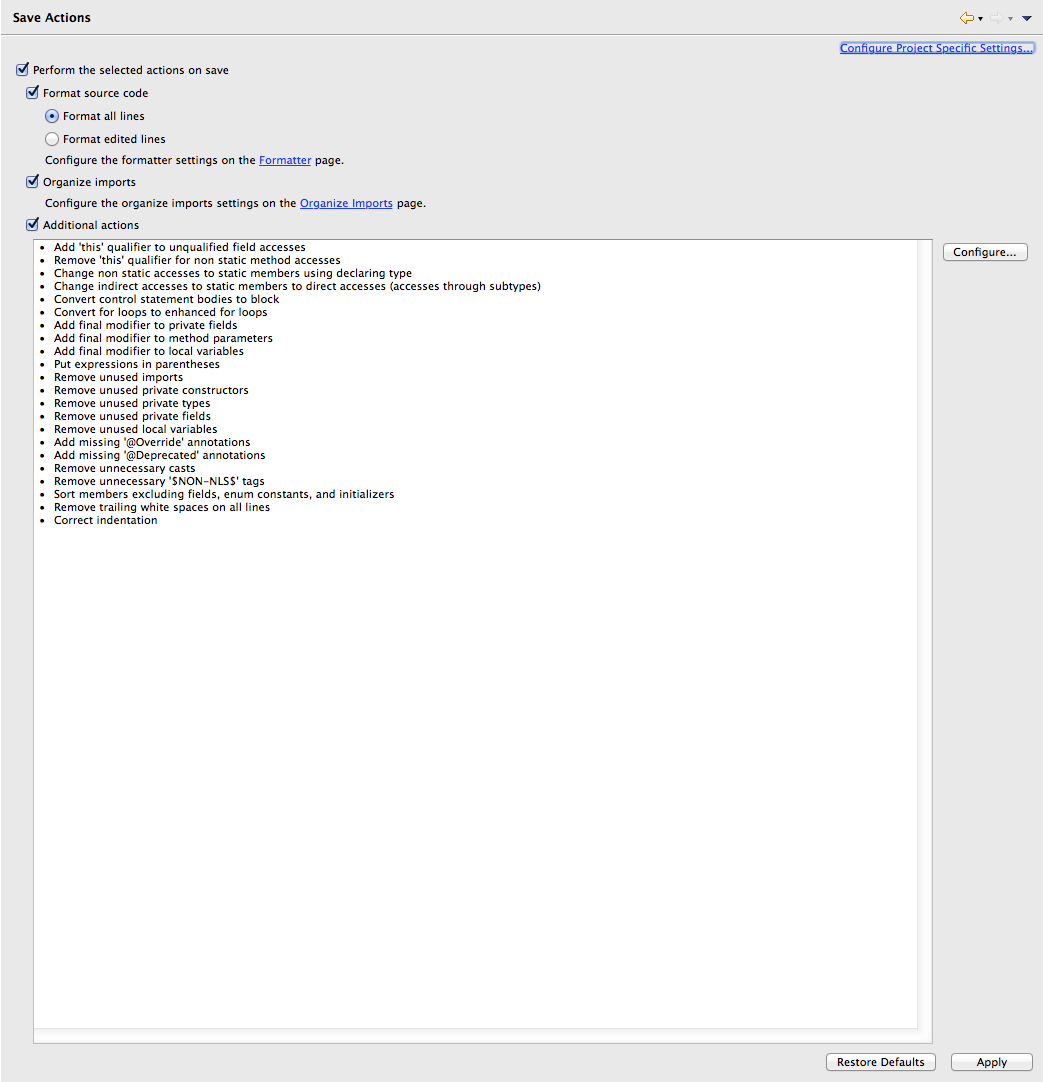 Save Actions
Configure Project Specific Settings...
Perform the selected actions on save
Format source code
Format all lines
Format edited lines
Configure the formatter settings on the Formatter page.
Organize imports
Configure the organize imports settings on the Organize Imports page.
Additional actions
• Add 'this' qualifier to unqualified field accesses
Configure...
• Remove 'this' qualifier for non static method accesses
• Change non static accesses to static members using declaring type
• Change indirect accesses to static members to direct accesses (accesses through subtypes)
• Convert control statement bodies to block
• Convert for loops to enhanced for loops
• Add final modifier to private fields
• Add final modifier to method parameters
• Add final modifier to local variables
• Put expressions in parentheses
• Remove unused imports
• Remove unused private constructors
• Remove unused private types
• Remove unused private fields
• Remove unused local variables
• Add missing '@Override' annotations
• Add missing '@Deprecated' annotations
• Remove unnecessary casts
• Remove unnecessary '$NON-NLS$' tags
• Sort members excluding fields, enum constants, and initializers
• Remove trailing white spaces on all lines
• Correct indentation
Restore Defaults
Apply